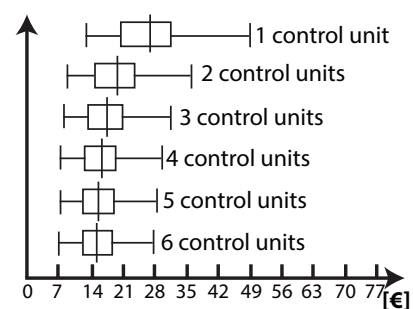 1 control unit
2 control units
3 control units
4 control units
5 control units
6 control units
0 7 14 21 28 35 42 49 56 63 70 77
[€]